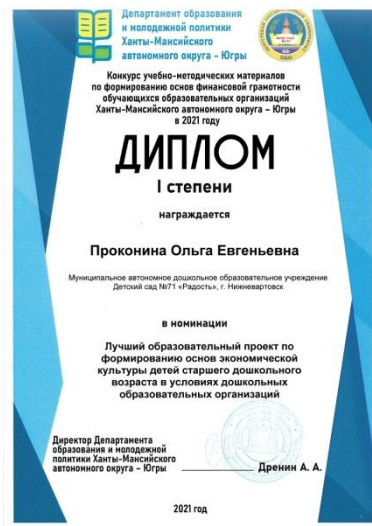 Департамент образования
и молодежной политики
Ханты-Мансийского
автономного округа - Югры
Конкурс учебно-методических материалов
по формированию основ финансовой грамотности
обучающихся образовательных организаций
Ханты-Мансийского автономного округа – Югры
в 2021 году
ДИПЛОМ
I степени
награждается
Проконина Ольга Евгеньевна
Муниципальное автономное дошкольное образовательное учреждение
Детский сад №71 «Радость», г. Нижневартовск
в номинации
Лучший образовательный проект по
формированию основ экономической
культуры детей старшего дошкольного
возраста в условиях дошкольных
образовательных организаций
Директор Департамента
образования и молодежной
политики Ханты-Мансийского
автономного округа – Югры
Дренин А. А.
2021 год